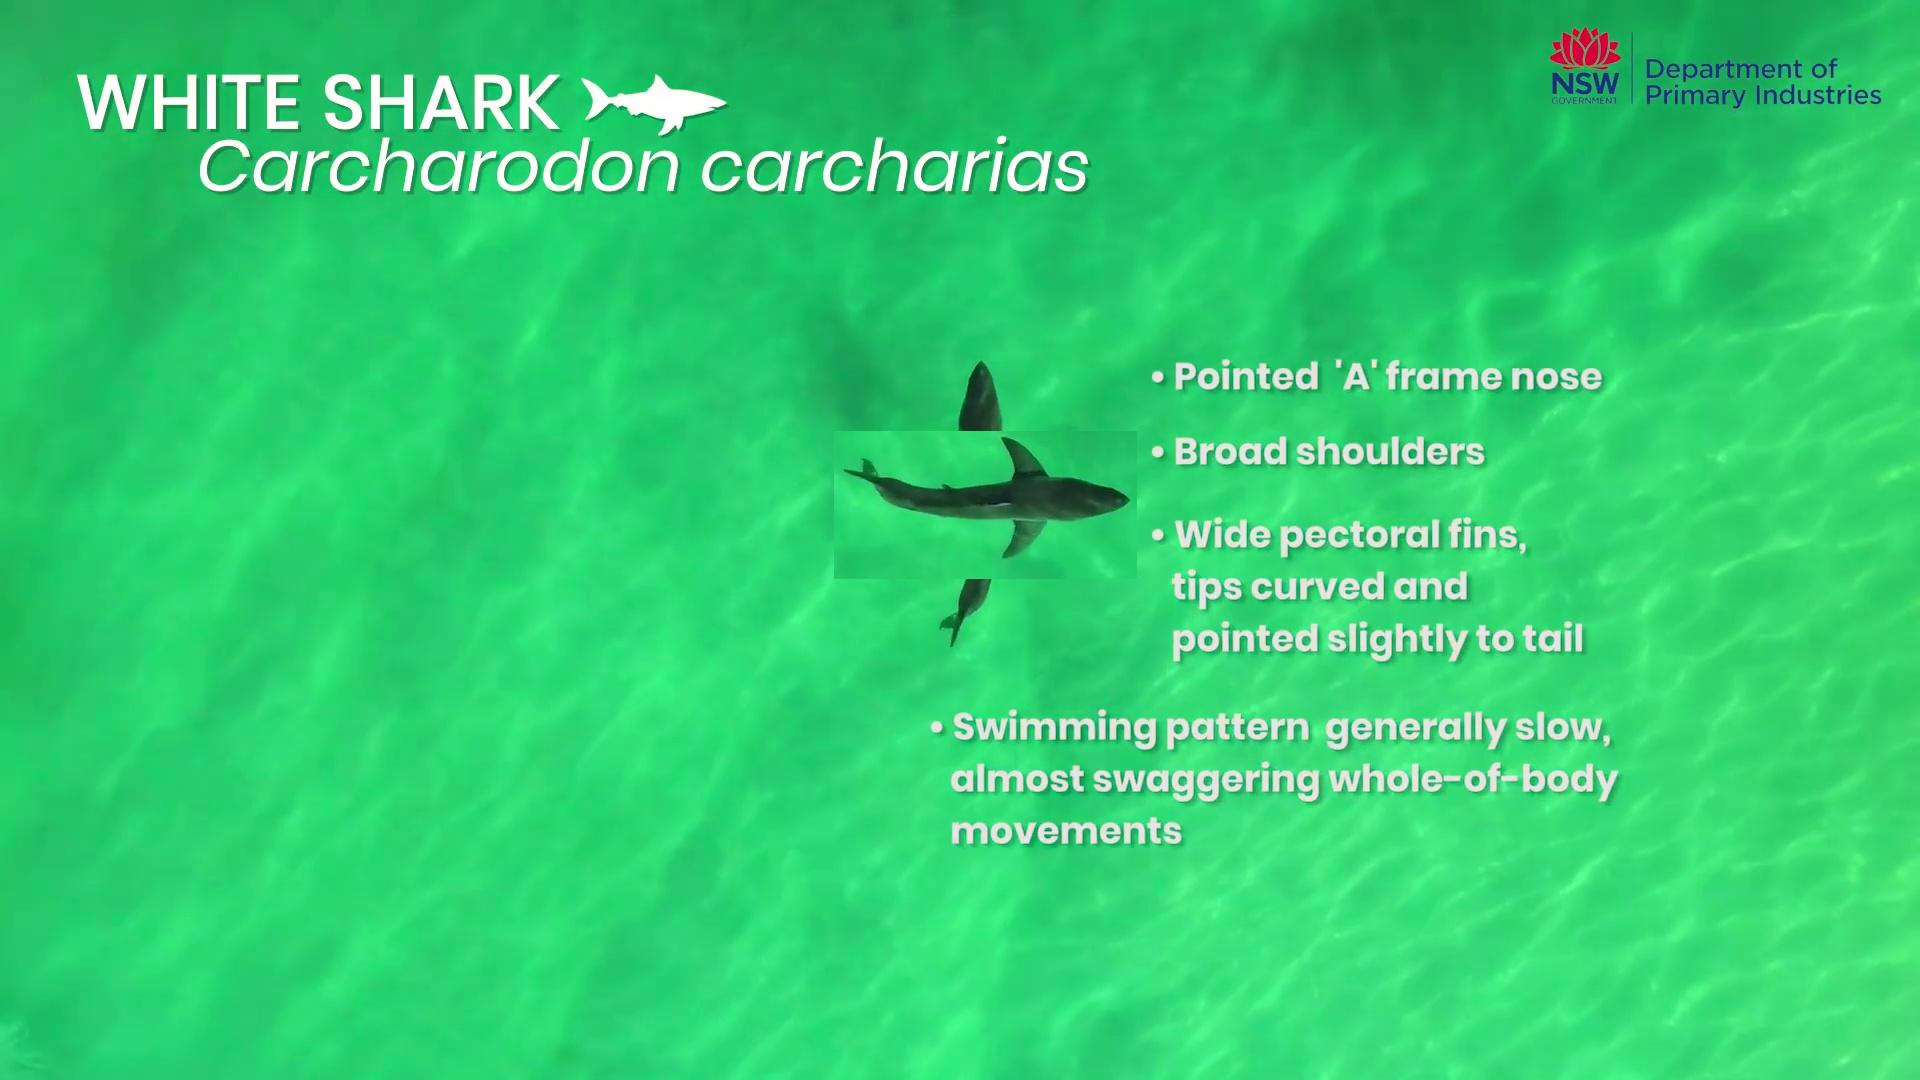 WHITE SHARK
Carcharodon carcharias
NSW
GOVERNMENT
Department of
Primary Industries
• Pointed 'A' frame nose
• Broad shoulders
• Wide pectoral fins,
tips curved and
pointed slightly to tail
• Swimming pattern generally slow,
almost swaggering whole-of-body
movements